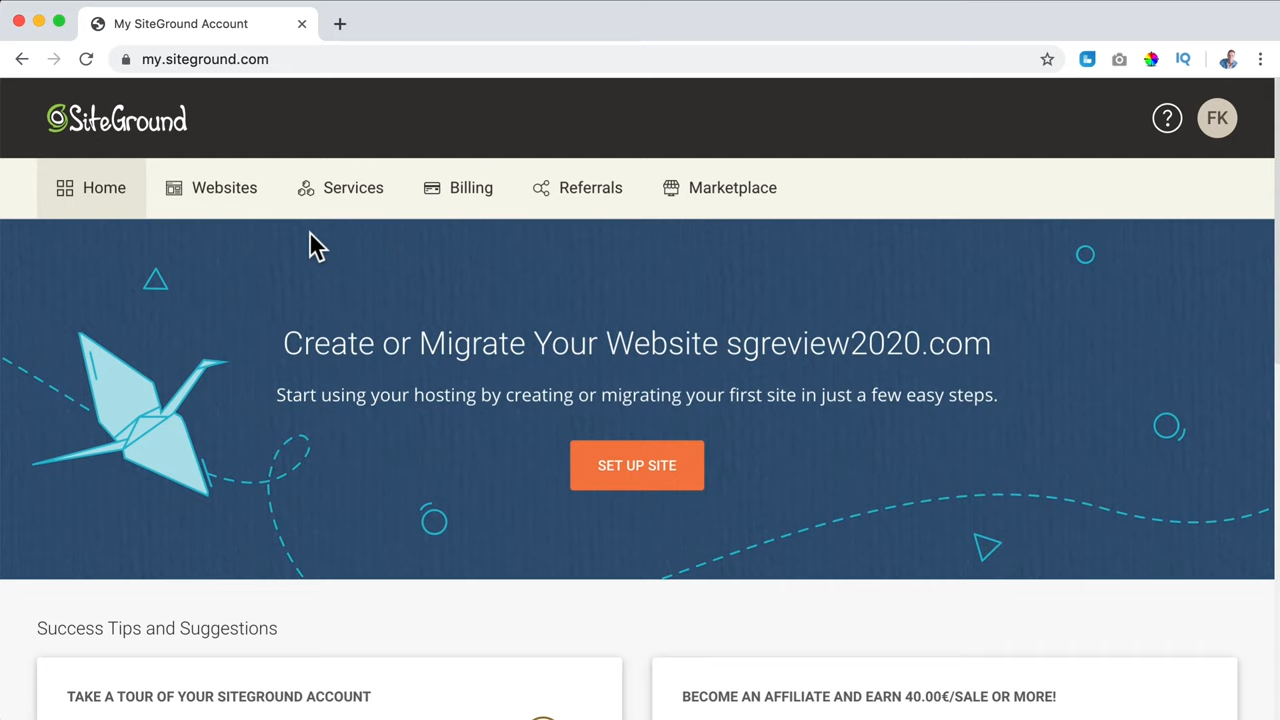 My SiteGround Account
my.siteground.com
IQ
SiteGround
?
FK
Home
Websites
Services
Billing
Referrals
Marketplace
Create or Migrate Your Website sgreview2020.com
Start using your hosting by creating or migrating your first site in just a few easy steps.
SET UP SITE
Success Tips and Suggestions
TAKE A TOUR OF YOUR SITEGROUND ACCOUNT
BECOME AN AFFILIATE AND EARN 40.00€/SALE OR MORE!